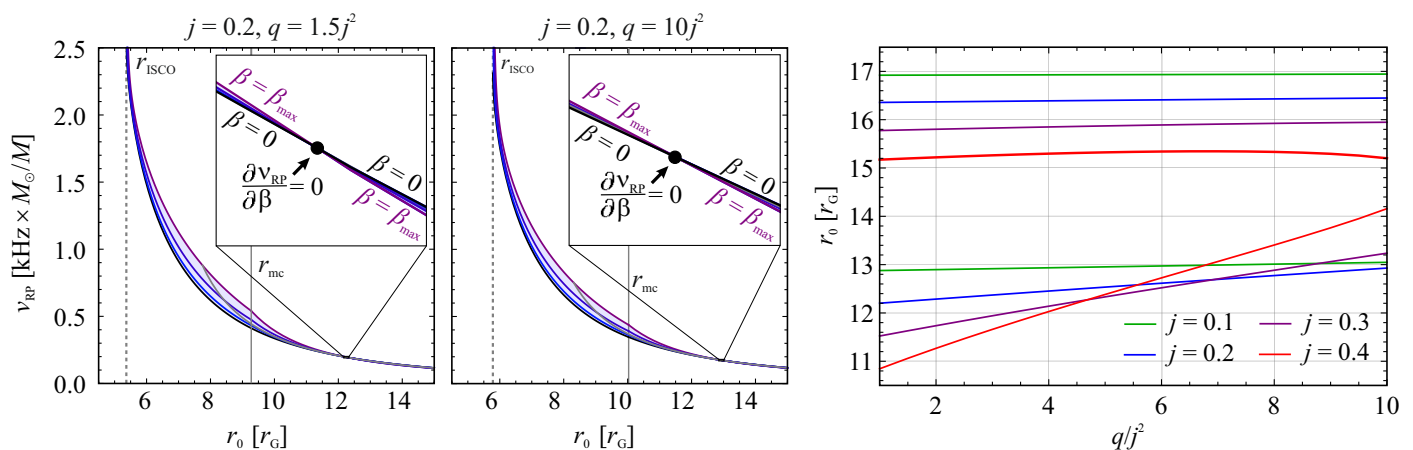 j = 0.2, q = 1.5j²
ν_RP [kHz × M_⊙/M]
2.5
2.0
1.5
1.0
0.5
0.0
r_ISCO
β = β_max
β = 0
β = 0
∂ν_RP/∂β = 0
β = β_max
r_mc
6 8 10 12 14
r₀ [r_G]
j = 0.2, q = 10j²
r_ISCO
β = β_max
β = 0
β = 0
∂ν_RP/∂β = 0
β = β_max
r_mc
6 8 10 12 14
r₀ [r_G]
r₀ [r_G]
17
16
15
14
13
12
11
j = 0.1 j = 0.3
j = 0.2 j = 0.4
2 4 6 8 10
q/j²